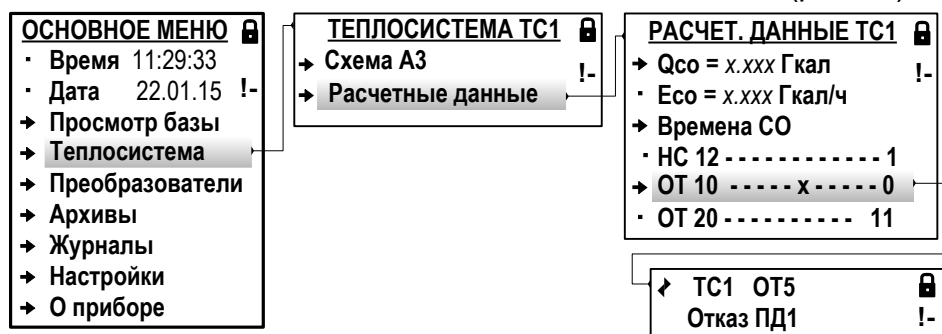 ОСНОВНОЕ МЕНЮ
Время 11:29:33
Дата 22.01.15 !-
Просмотр базы
Теплосистема
Преобразователи
Архивы
Журналы
Настройки
О приборе
ТЕПЛОСИСТЕМА ТС1
Схема А3 !-
Расчетные данные
РАСЧЕТ. ДАННЫЕ ТС1
Qco = x.xxx Гкал !-
Eco = x.xxx Гкал/ч
Времена СО
НС 12 - - - - - - - - - - - - 1
ОТ 10 - - - - - x - - - - - 0
ОТ 20 - - - - - - - - - - 11
ТС1 ОТ5
Отказ ПД1 !-